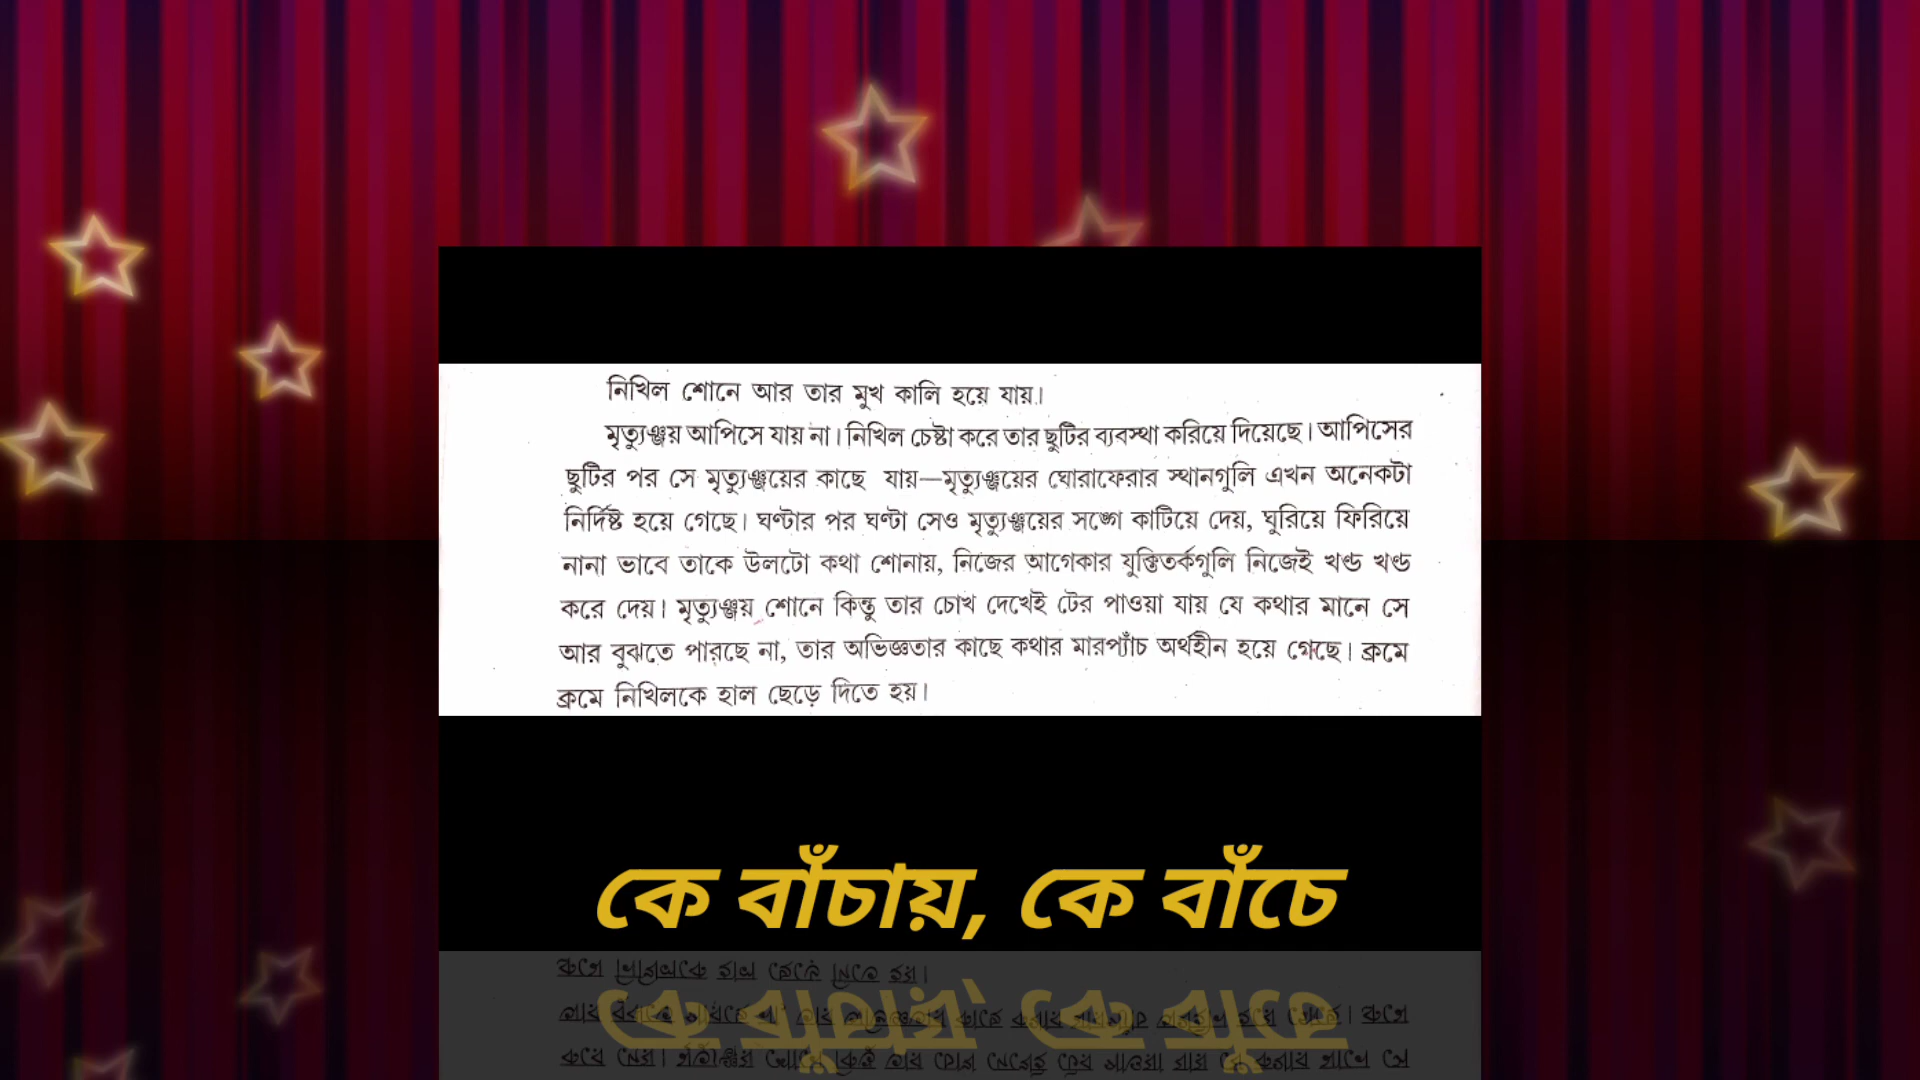 নিখিল শোনে আর তার মুখ কালি হয়ে যায়।
মৃত্যুঞ্জয় আপিসে যায় না। নিখিল চেষ্টা করে তার ছুটির ব্যবস্থা করিয়ে দিয়েছে। আপিসের
ছুটির পর সে মৃত্যুঞ্জয়ের কাছে যায়—মৃত্যুঞ্জয়ের ঘোরাফেরার স্থানগুলি এখন অনেকটা
নির্দিষ্ট হয়ে গেছে। ঘণ্টার পর ঘণ্টা সেও মৃত্যুঞ্জয়ের সঙ্গে কাটিয়ে দেয়, ঘুরিয়ে ফিরিয়ে
নানা ভাবে তাকে উলটো কথা শোনায়, নিজের আগেকার যুক্তিতর্কগুলি নিজেই খণ্ড খণ্ড
করে দেয়। মৃত্যুঞ্জয় শোনে কিন্তু তার চোখ দেখেই টের পাওয়া যায় যে কথার মানে সে
আর বুঝতে পারছে না, তার অভিজ্ঞতার কাছে কথার মারপ্যাঁচ অর্থহীন হয়ে গেছে। ক্রমে
ক্রমে নিখিলকে হাল ছেড়ে দিতে হয়।
কে বাঁচায়, কে বাঁচে